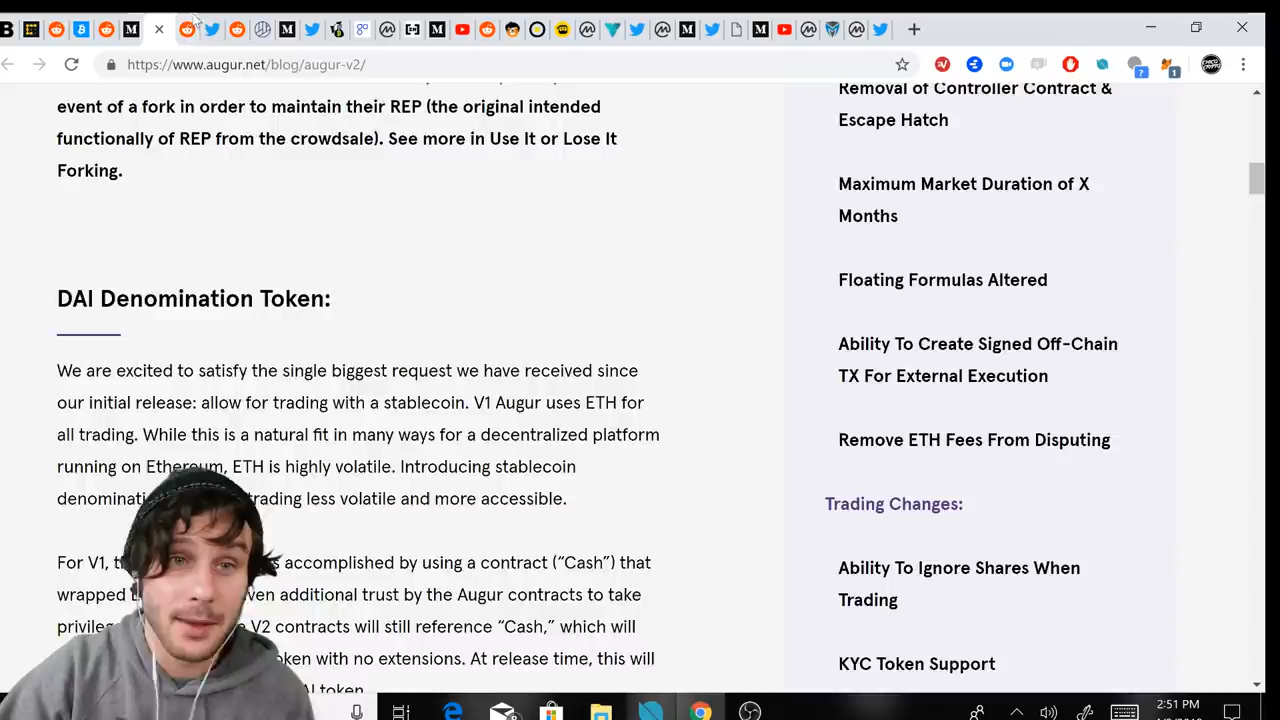 https://www.augur.net/blog/augur-v2/
event of a fork in order to maintain their REP (the original intended
functionally of REP from the crowdsale). See more in Use It or Lose It
Forking.
DAI Denomination Token:
We are excited to satisfy the single biggest request we have received since
our initial release: allow for trading with a stablecoin. V1 Augur uses ETH for
all trading. While this is a natural fit in many ways for a decentralized platform
running on Ethereum, ETH is highly volatile. Introducing stablecoin
trading less volatile and more accessible.
For V1, accomplished by using a contract (“Cash”) that
wrapped additional trust by the Augur contracts to take
V2 contracts will still reference “Cash,” which will
with no extensions. At release time, this will
token.
Removal of Controller Contract &
Escape Hatch
Maximum Market Duration of X
Months
Floating Formulas Altered
Ability To Create Signed Off-Chain
TX For External Execution
Remove ETH Fees From Disputing
Trading Changes:
Ability To Ignore Shares When
Trading
KYC Token Support
2:51 PM